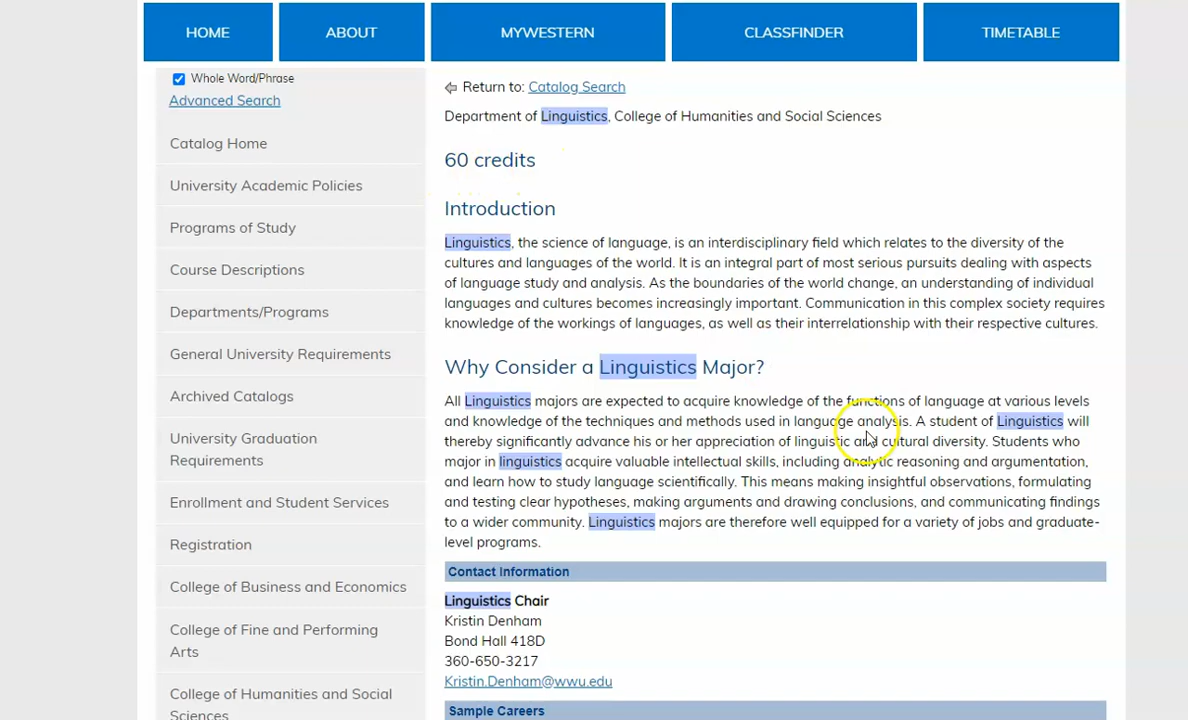 HOME ABOUT MYWESTERN CLASSFINDER TIMETABLE
Whole Word/Phrase
Advanced Search
Catalog Home
University Academic Policies
Programs of Study
Course Descriptions
Departments/Programs
General University Requirements
Archived Catalogs
University Graduation
Requirements
Enrollment and Student Services
Registration
College of Business and Economics
College of Fine and Performing
Arts
College of Humanities and Social
Sciences
Return to: Catalog Search
Department of Linguistics, College of Humanities and Social Sciences
60 credits
Introduction
Linguistics, the science of language, is an interdisciplinary field which relates to the diversity of the
cultures and languages of the world. It is an integral part of most serious pursuits dealing with aspects
of language study and analysis. As the boundaries of the world change, an understanding of individual
languages and cultures becomes increasingly important. Communication in this complex society requires
knowledge of the workings of languages, as well as their interrelationship with their respective cultures.
Why Consider a Linguistics Major?
All Linguistics majors are expected to acquire knowledge of the functions of language at various levels
and knowledge of the techniques and methods used in language analysis. A student of Linguistics will
thereby significantly advance his or her appreciation of linguistic and cultural diversity. Students who
major in linguistics acquire valuable intellectual skills, including analytic reasoning and argumentation,
and learn how to study language scientifically. This means making insightful observations, formulating
and testing clear hypotheses, making arguments and drawing conclusions, and communicating findings
to a wider community. Linguistics majors are therefore well equipped for a variety of jobs and graduate-
level programs.
Contact Information
Linguistics Chair
Kristin Denham
Bond Hall 418D
360-650-3217
Kristin.Denham@wwu.edu
Sample Careers